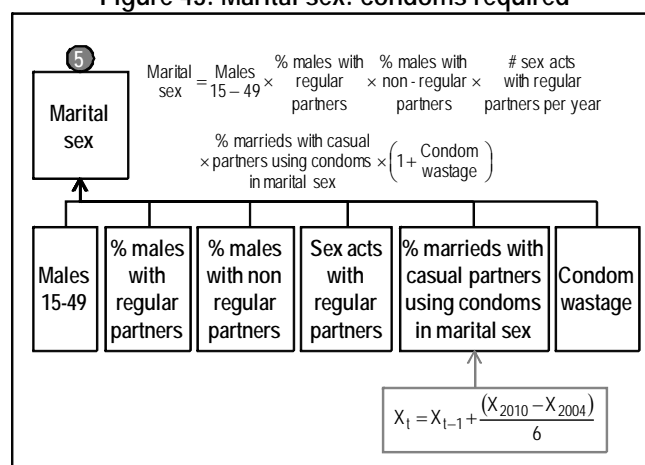 Figure 45: Marital sex: condoms required
5
Marital
sex
Marital sex = Males 15 – 49 × % males with regular partners × % males with non - regular partners × # sex acts with regular partners per year
× % marrieds with casual partners using condoms in marital sex × (1 + Condom wastage)
Males
15-49
% males
with
regular
partners
% males
with non
regular
partners
Sex acts
with
regular
partners
% marrieds with
casual partners
using condoms
in marital sex
Condom
wastage
X_t = X_{t–1} + (X_2010 – X_2004) / 6